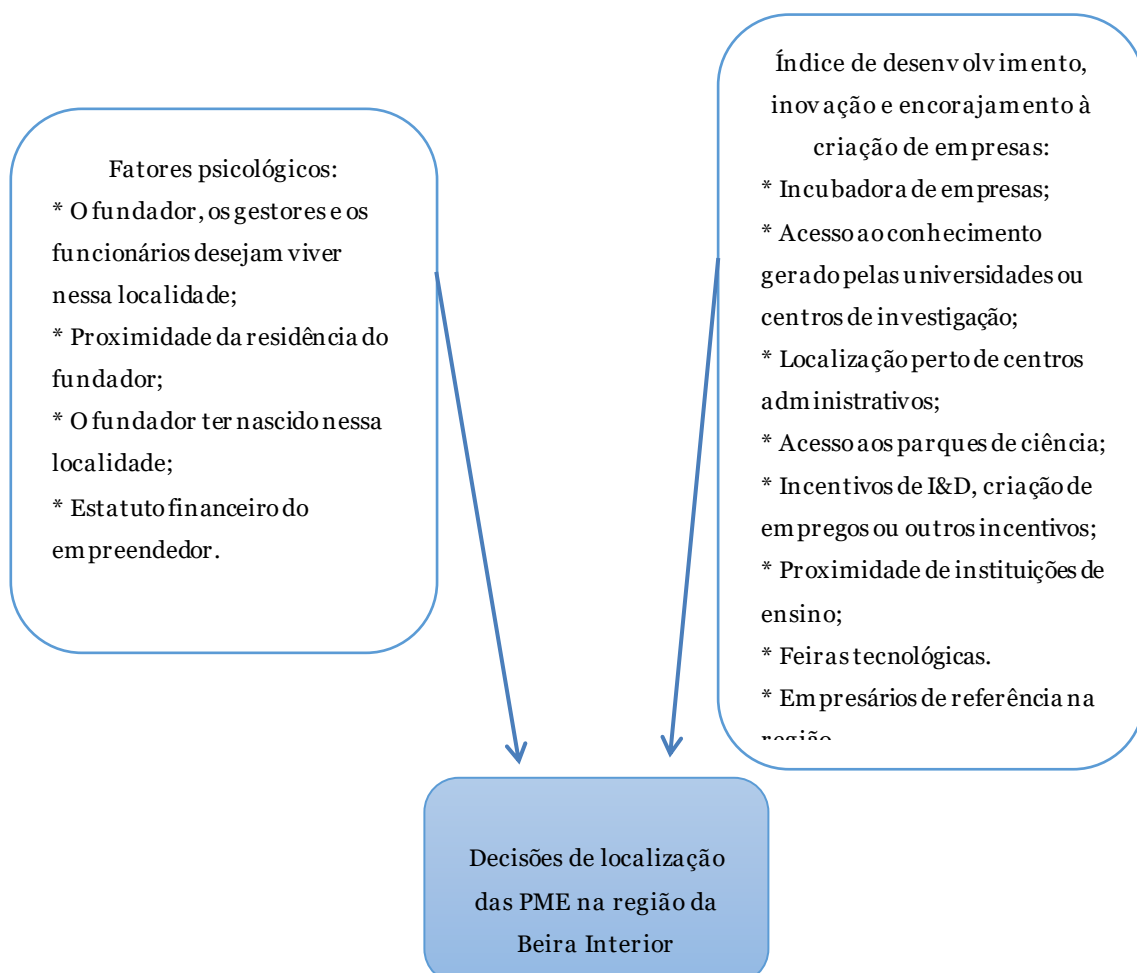 Fatores psicológicos:
* O fundador, os gestores e os
funcionários desejam viver
nessa localidade;
* Proximidade da residência do
fundador;
* O fundador ter nascido nessa
localidade;
* Estatuto financeiro do
empreendedor.
Índice de desenvolvimento,
inovação e encorajamento à
criação de empresas:
* Incubadora de empresas;
* Acesso ao conhecimento
gerado pelas universidades ou
centros de investigação;
* Localização perto de centros
administrativos;
* Acesso aos parques de ciência;
* Incentivos de I&D, criação de
empregos ou outros incentivos;
* Proximidade de instituições de
ensino;
* Feiras tecnológicas.
* Empresários de referência na
região
Decisões de localização
das PME na região da
Beira Interior